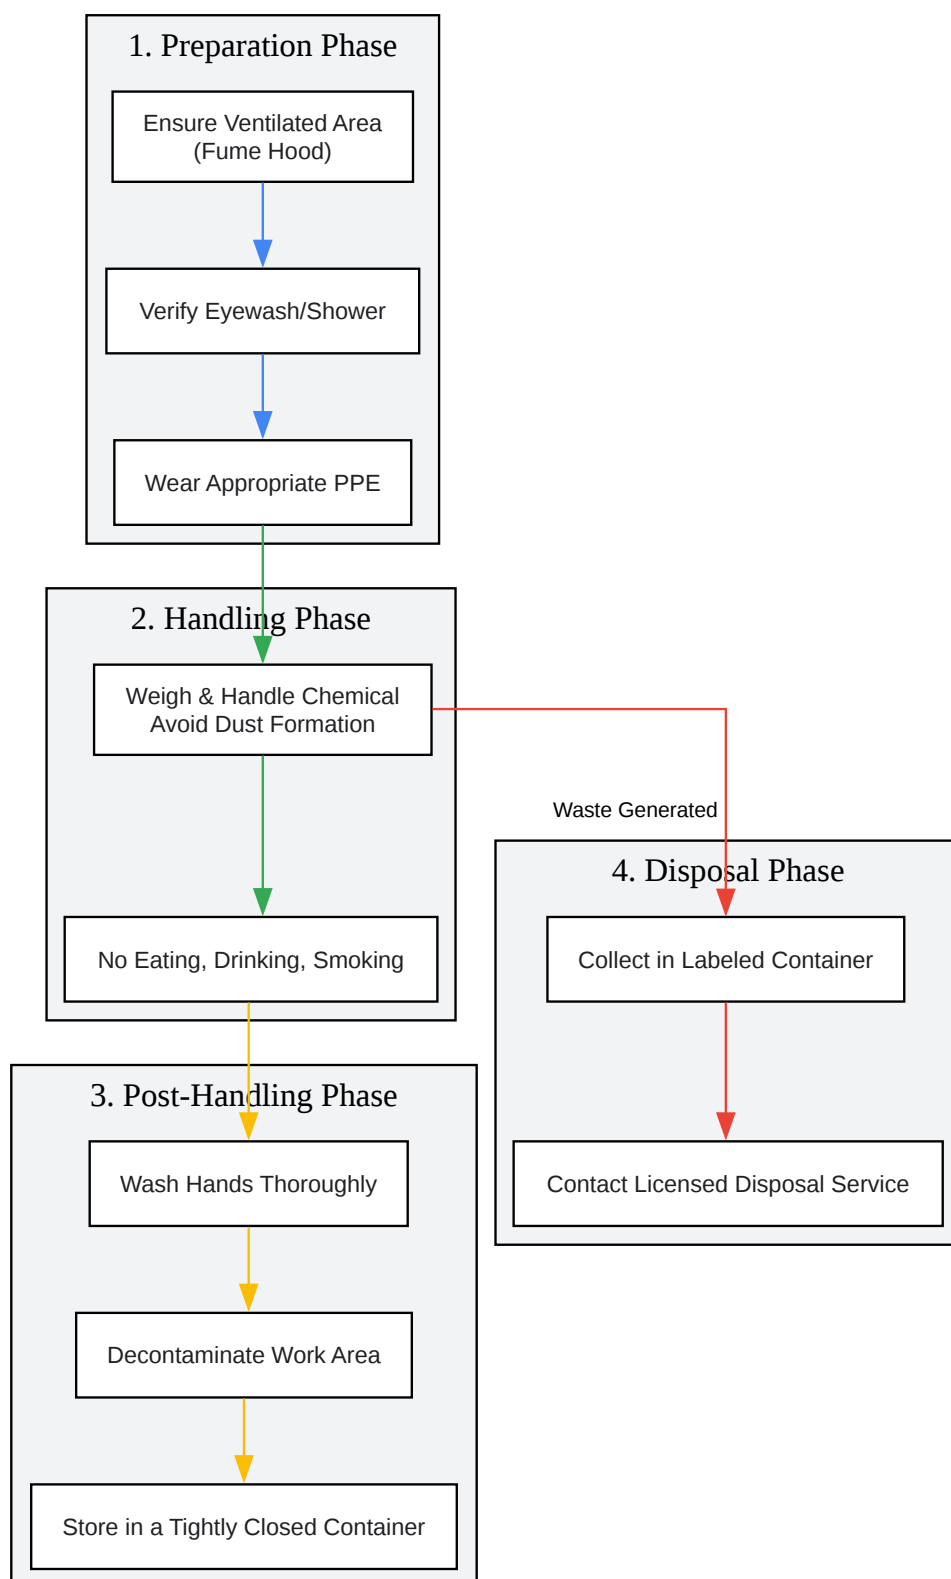 1. Preparation Phase
Ensure Ventilated Area
(Fume Hood)
Verify Eyewash/Shower
Wear Appropriate PPE
2. Handling Phase
Weigh & Handle Chemical
Avoid Dust Formation
Waste Generated
No Eating, Drinking, Smoking
4. Disposal Phase
Collect in Labeled Container
Contact Licensed Disposal Service
3. Post-Handling Phase
Wash Hands Thoroughly
Decontaminate Work Area
Store in a Tightly Closed Container